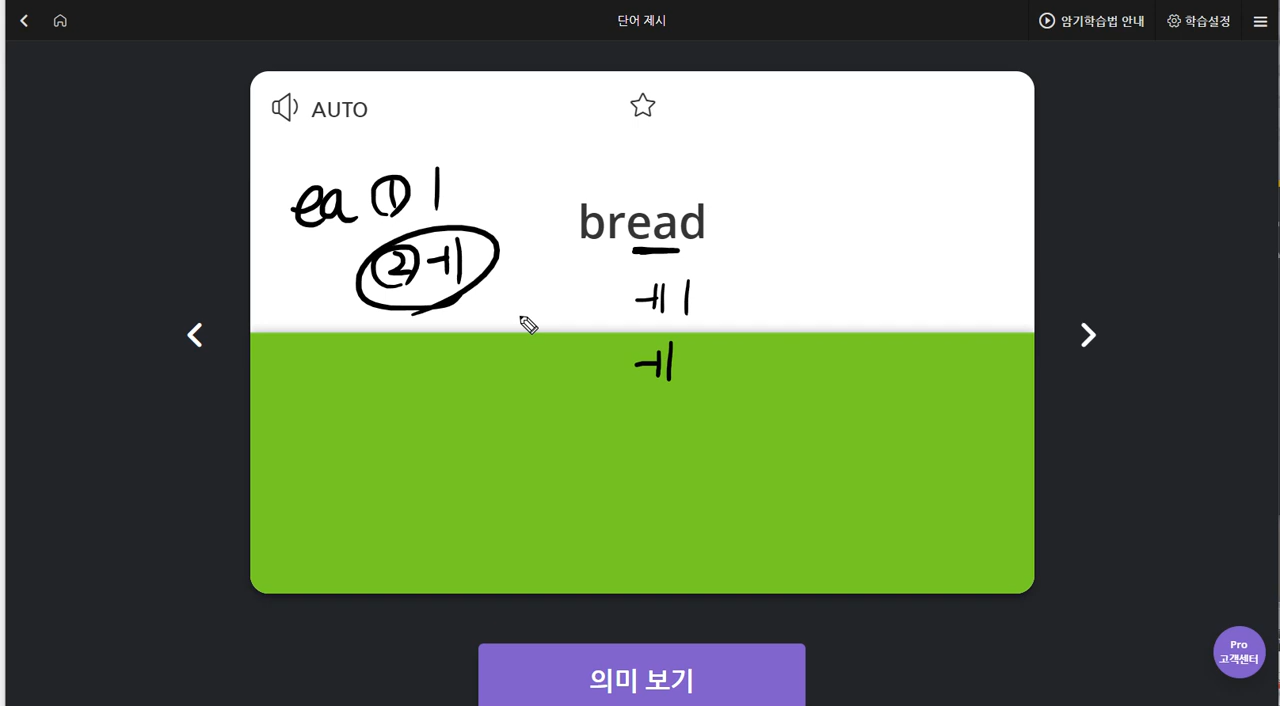 단어 제시
암기학습법 안내
학습설정
AUTO
ea ① ㅣ
② ㅔ
bread
ㅔㅣ
ㅔ
의미 보기
Pro
고객센터